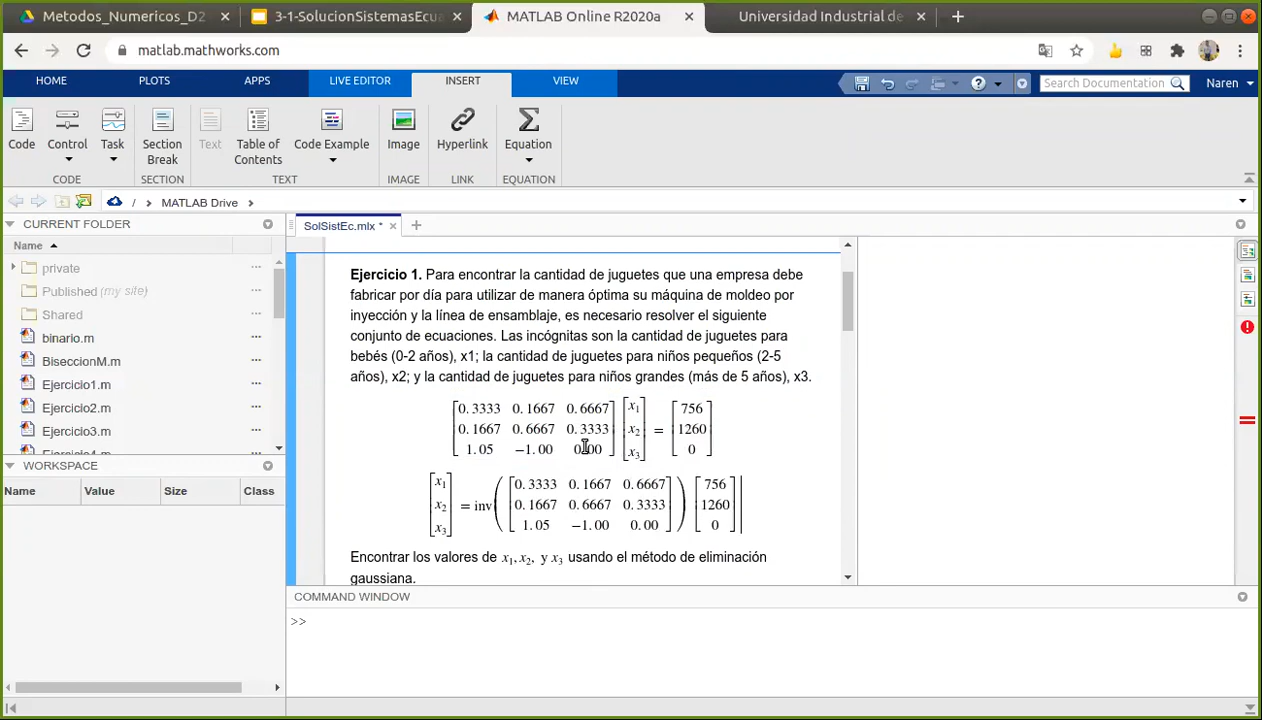 Metodos_Numericos_D2
3-1-SolucionSistemasEcua
MATLAB Online R2020a
Universidad Industrial de
matlab.mathworks.com
HOME
PLOTS
APPS
LIVE EDITOR
INSERT
VIEW
Search Documentation
Naren
Code
Control
Task
Section Break
Text
Table of Contents
Code Example
Image
Hyperlink
Equation
CODE
SECTION
TEXT
IMAGE
LINK
EQUATION
/ MATLAB Drive
CURRENT FOLDER
Name
private
Published (my site)
Shared
binario.m
BiseccionM.m
Ejercicio1.m
Ejercicio2.m
Ejercicio3.m
WORKSPACE
Name Value Size Class
SolSistEc.mlx *
Ejercicio 1. Para encontrar la cantidad de juguetes que una empresa debe
fabricar por día para utilizar de manera óptima su máquina de moldeo por
inyección y la línea de ensamblaje, es necesario resolver el siguiente
conjunto de ecuaciones. Las incógnitas son la cantidad de juguetes para
bebés (0-2 años), x1; la cantidad de juguetes para niños pequeños (2-5
años), x2; y la cantidad de juguetes para niños grandes (más de 5 años), x3.
0.3333 0.1667 0.6667 x₁ 756
0.1667 0.6667 0.3333 x₂ = 1260
1.05 −1.00 0.00 x₃ 0
x₁ 0.3333 0.1667 0.6667 756
x₂ = inv( 0.1667 0.6667 0.3333 ) 1260
x₃ 1.05 −1.00 0.00 0
Encontrar los valores de x₁, x₂, y x₃ usando el método de eliminación
gaussiana.
COMMAND WINDOW
>>